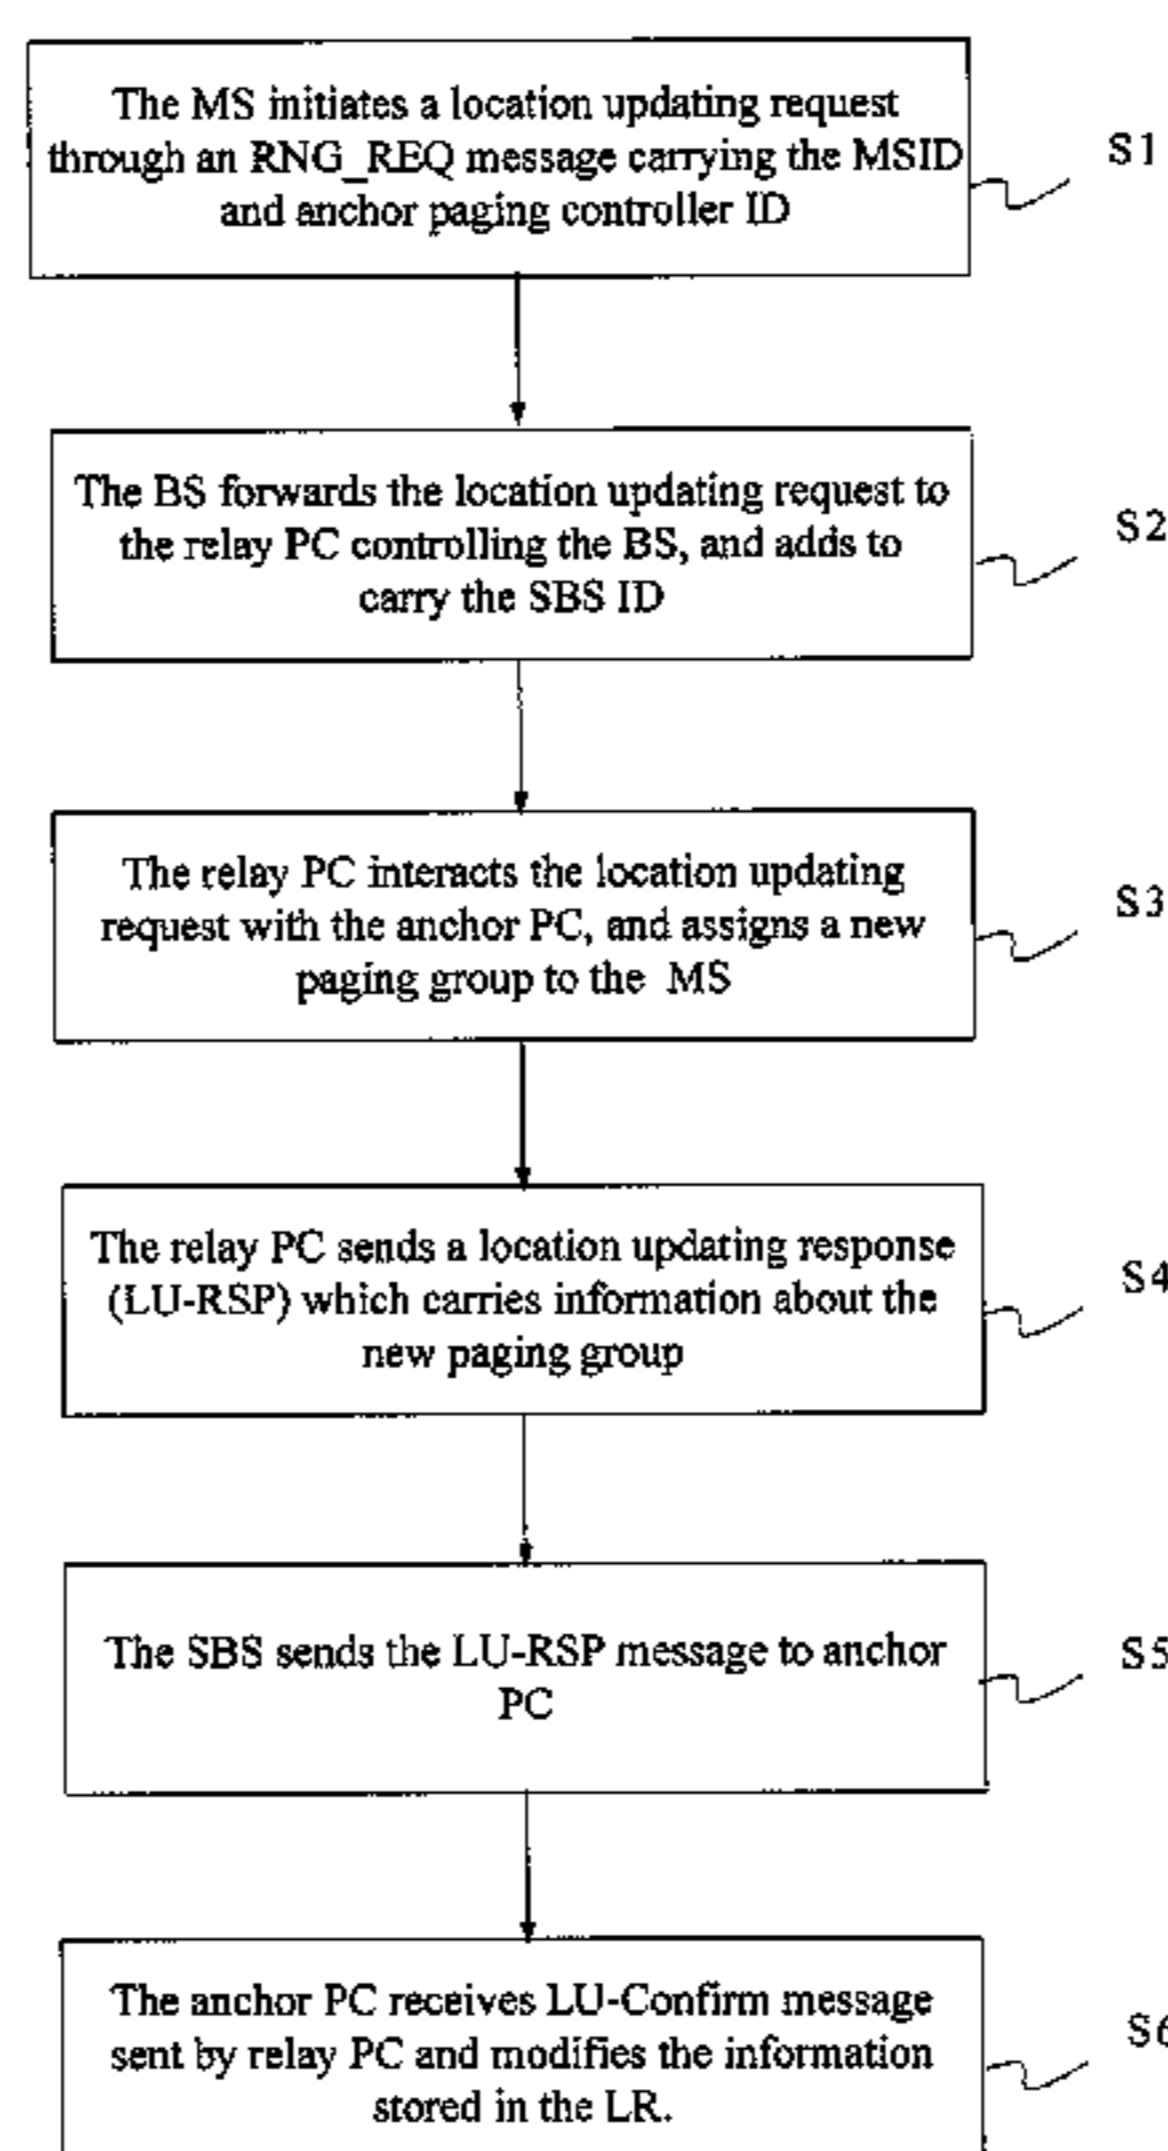 The MS initiates a location updating request
through an RNG_REQ message carrying the MSID
and anchor paging controller ID
S1
The BS forwards the location updating request to
the relay PC controlling the BS, and adds to
carry the SBS ID
S2
The relay PC interacts the location updating
request with the anchor PC, and assigns a new
paging group to the MS
S3
The relay PC sends a location updating response
(LU-RSP) which carries information about the
new paging group
S4
The SBS sends the LU-RSP message to anchor
PC
S5
The anchor PC receives LU-Confirm message
sent by relay PC and modifies the information
stored in the LR.
S6